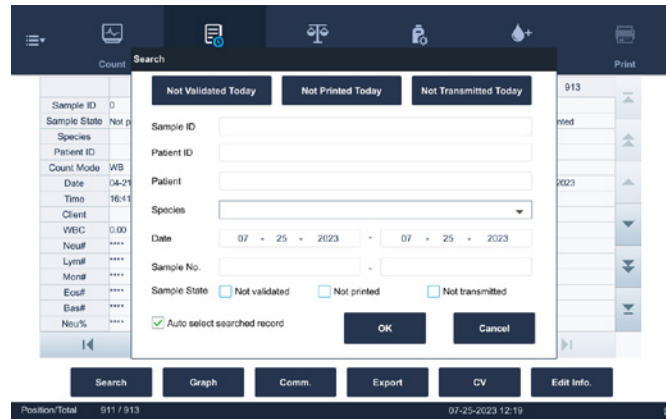 Count
Print
Search
Not Validated Today
Not Printed Today
Not Transmitted Today
913
Sample ID
0
Sample State
Not p
nted
Species
Patient ID
Count Mode
WB
Date
04-21
2023
Time
16:41
Client
WBC
0.00
Neu#
****
Lym#
****
Mon#
****
Eos#
****
Bas#
****
Neu%
****
Sample ID
Patient ID
Patient
Species
Date
07 - 25 - 2023 - 07 - 25 - 2023
Sample No.
-
Sample State
Not validated
Not printed
Not transmitted
Auto select searched record
OK
Cancel
Search
Graph
Comm.
Export
CV
Edit Info.
Position/Total
911 / 913
07-25-2023 12:19